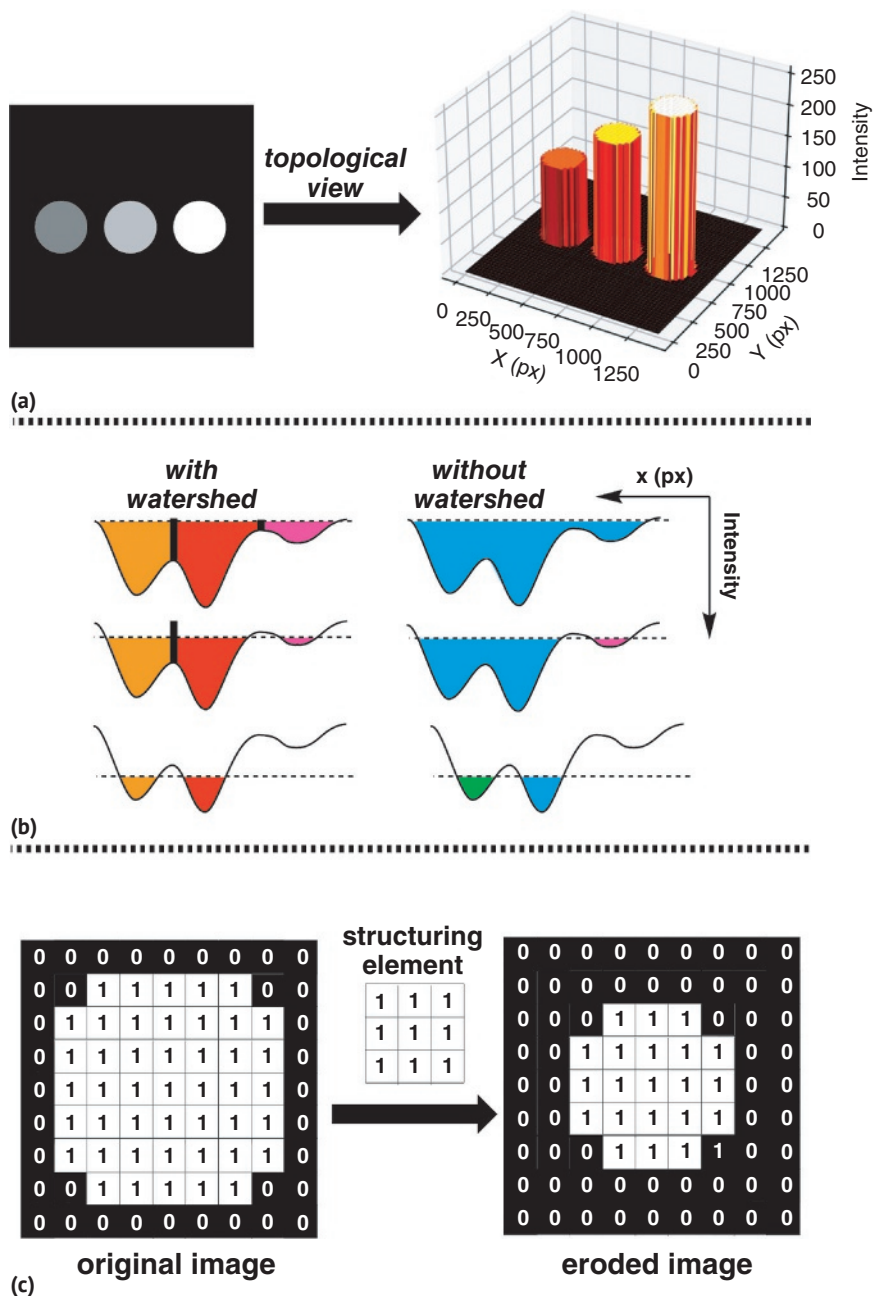 topological
view
250
200
150
100
50
0
Intensity
0 250 500 750 1000 1250
X (px)
0 250 500 750 1000 1250
Y (px)
(a)
with
watershed
without
watershed
x (px)
Intensity
(b)
0 0 0 0 0 0 0 0 0
0 0 1 1 1 1 1 0 0
0 1 1 1 1 1 1 1 0
0 1 1 1 1 1 1 1 0
0 1 1 1 1 1 1 1 0
0 1 1 1 1 1 1 1 0
0 1 1 1 1 1 1 1 0
0 0 1 1 1 1 1 0 0
0 0 0 0 0 0 0 0 0
original image
structuring
element
1 1 1
1 1 1
1 1 1
0 0 0 0 0 0 0 0 0
0 0 0 0 0 0 0 0 0
0 0 0 1 1 1 0 0 0
0 0 1 1 1 1 1 0 0
0 0 1 1 1 1 1 0 0
0 0 1 1 1 1 1 0 0
0 0 0 1 1 1 1 0 0
0 0 0 0 0 0 0 0 0
0 0 0 0 0 0 0 0 0
eroded image
(c)